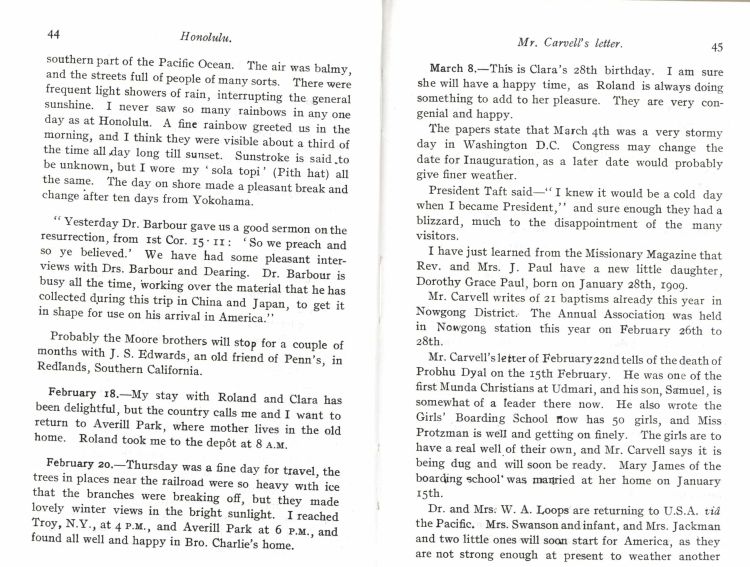 44
Honolulu.
southern part of the Pacific Ocean. The air was balmy,
and the streets full of people of many sorts. There were
frequent light showers of rain, interrupting the general
sunshine. I never saw so many rainbows in any one
day as at Honolulu. A fine rainbow greeted us in the
morning, and I think they were visible about a third of
the time all day long till sunset. Sunstroke is said to
be unknown, but I wore my ' sola topi ' (Pith hat) all
the same. The day on shore made a pleasant break and
change after ten days from Yokohama.
" Yesterday Dr. Barbour gave us a good sermon on the
resurrection, from 1st Cor. 15·11 : ' So we preach and
so ye believed.' We have had some pleasant inter-
views with Drs. Barbour and Dearing. Dr. Barbour is
busy all the time, working over the material that he has
collected during this trip in China and Japan, to get it
in shape for use on his arrival in America."
Probably the Moore brothers will stop for a couple of
months with J. S. Edwards, an old friend of Penn's, in
Redlands, Southern California.
February 18.—My stay with Roland and Clara has
been delightful, but the country calls me and I want to
return to Averill Park, where mother lives in the old
home. Roland took me to the depôt at 8 A.M.
February 20.—Thursday was a fine day for travel, the
trees in places near the railroad were so heavy with ice
that the branches were breaking off, but they made
lovely winter views in the bright sunlight. I reached
Troy, N.Y., at 4 P.M., and Averill Park at 6 P.M., and
found all well and happy in Bro. Charlie's home.
Mr. Carvell's letter.
45
March 8.—This is Clara's 28th birthday. I am sure
she will have a happy time, as Roland is always doing
something to add to her pleasure. They are very con-
genial and happy.
The papers state that March 4th was a very stormy
day in Washington D.C. Congress may change the
date for Inauguration, as a later date would probably
give finer weather.
President Taft said—" I knew it would be a cold day
when I became President," and sure enough they had a
blizzard, much to the disappointment of the many
visitors.
I have just learned from the Missionary Magazine that
Rev. and Mrs. J. Paul have a new little daughter,
Dorothy Grace Paul, born on January 28th, 1909.
Mr. Carvell writes of 21 baptisms already this year in
Nowgong District. The Annual Association was held
in Nowgong station this year on February 26th to
28th.
Mr. Carvell's letter of February 22nd tells of the death of
Probhu Dyal on the 15th February. He was one of the
first Munda Christians at Udmari, and his son, Samuel, is
somewhat of a leader there now. He also wrote the
Girls' Boarding School now has 50 girls, and Miss
Protzman is well and getting on finely. The girls are to
have a real well of their own, and Mr. Carvell says it is
being dug and will soon be ready. Mary James of the
boarding school was married at her home on January
15th.
Dr. and Mrs. W. A. Loops are returning to U.S.A. viâ
the Pacific. Mrs. Swanson and infant, and Mrs. Jackman
and two little ones will soon start for America, as they
are not strong enough at present to weather another